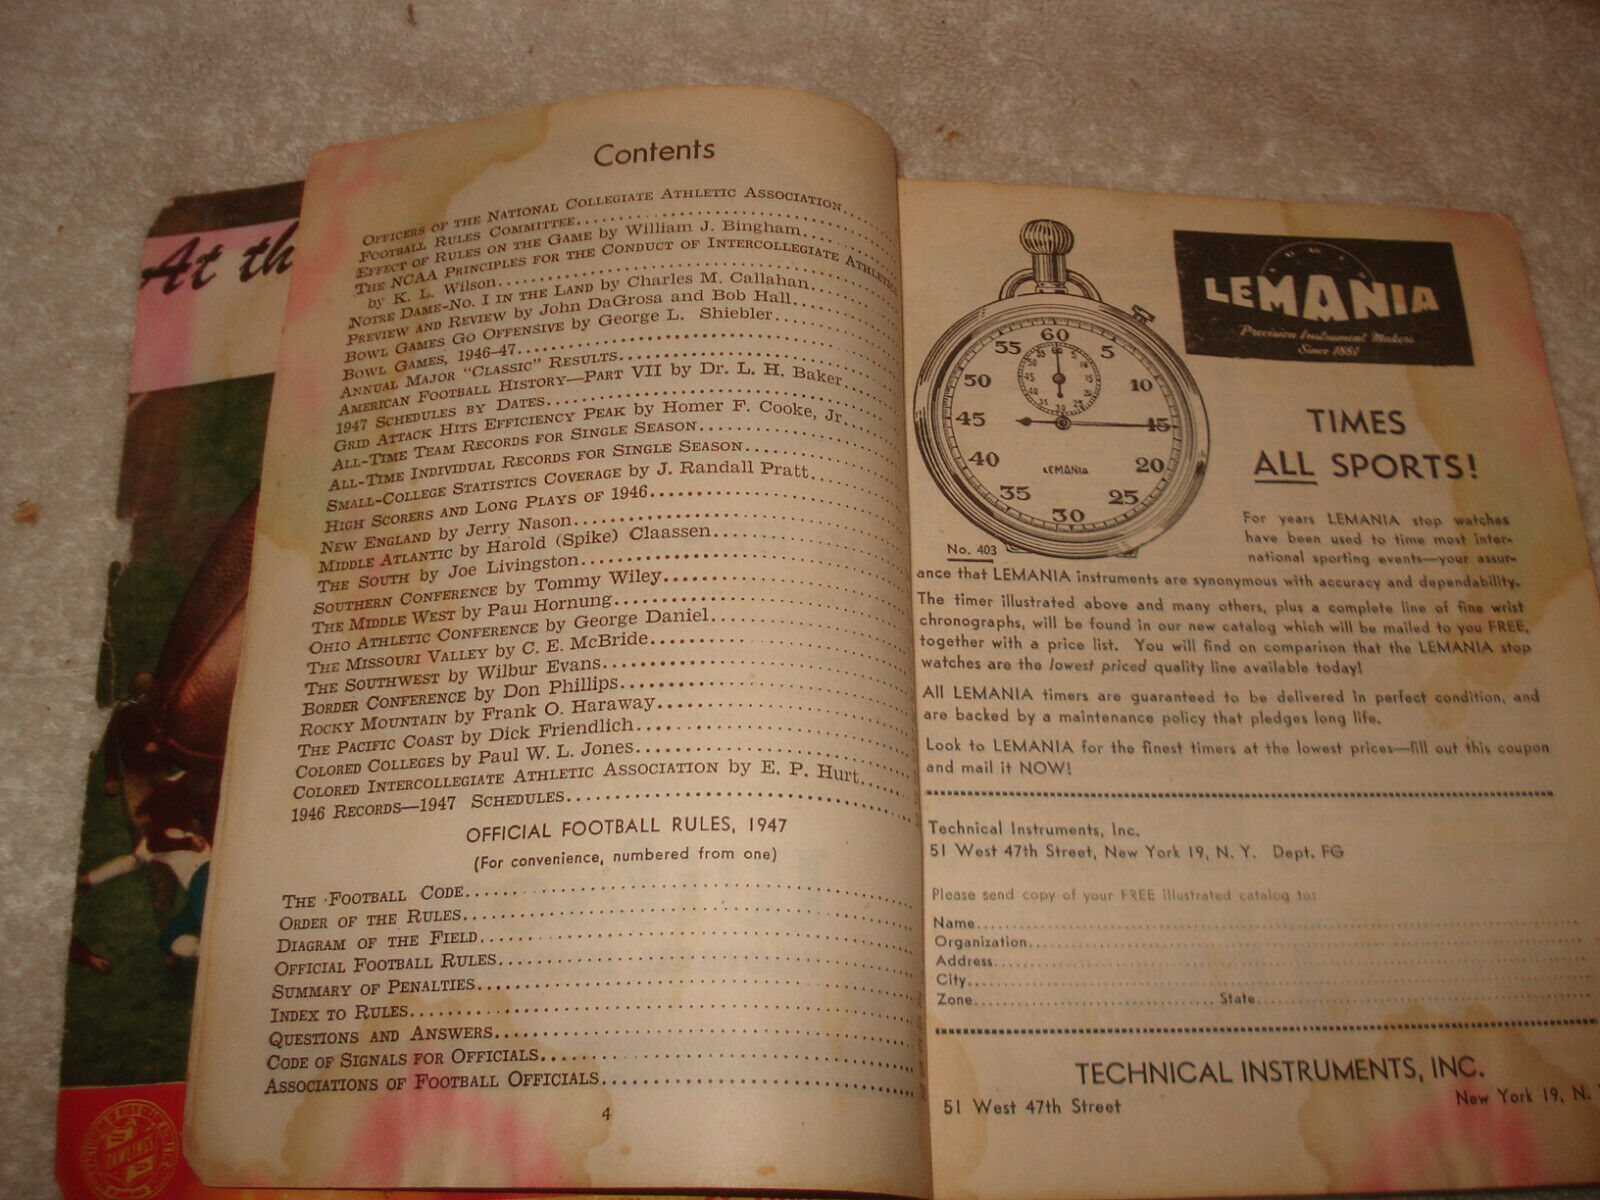 At th
Contents
OFFICERS OF THE NATIONAL COLLEGIATE ATHLETIC ASSOCIATION
FOOTBALL RULES COMMITTEE
EFFECT OF RULES ON THE GAME by William J. Bingham
THE NCAA PRINCIPLES FOR THE CONDUCT OF INTERCOLLEGIATE ATHLETICS
by K. L. Wilson
NOTRE DAME—NO. 1 IN THE LAND by Charles M. Callahan
PREVIEW AND REVIEW by John DaGrosa and Bob Hall
BOWL GAMES GO OFFENSIVE by George L. Shiebler
BOWL GAMES, 1946-47
ANNUAL MAJOR "CLASSIC" RESULTS
AMERICAN FOOTBALL HISTORY—PART VII by Dr. L. H. Baker
1947 SCHEDULES BY DATES
GRID ATTACK HITS EFFICIENCY PEAK by Homer F. Cooke, Jr
ALL-TIME TEAM RECORDS FOR SINGLE SEASON
ALL-TIME INDIVIDUAL RECORDS FOR SINGLE SEASON
SMALL-COLLEGE STATISTICS COVERAGE by J. Randall Pratt
HIGH SCORERS AND LONG PLAYS OF 1946
NEW ENGLAND by Jerry Nason
MIDDLE ATLANTIC by Harold (Spike) Claassen
THE SOUTH by Joe Livingston
SOUTHERN CONFERENCE by Tommy Wiley
THE MIDDLE WEST by Paul Hornung
OHIO ATHLETIC CONFERENCE by George Daniel
THE MISSOURI VALLEY by C. E. McBride
THE SOUTHWEST by Wilbur Evans
BORDER CONFERENCE by Don Phillips
ROCKY MOUNTAIN by Frank O. Haraway
THE PACIFIC COAST by Dick Friendlich
COLORED COLLEGES by Paul W. L. Jones
COLORED INTERCOLLEGIATE ATHLETIC ASSOCIATION by E. P. Hurt
1946 RECORDS—1947 SCHEDULES
OFFICIAL FOOTBALL RULES, 1947
(For convenience, numbered from one)
THE FOOTBALL CODE
ORDER OF THE RULES
DIAGRAM OF THE FIELD
OFFICIAL FOOTBALL RULES
SUMMARY OF PENALTIES
INDEX TO RULES
QUESTIONS AND ANSWERS
CODE OF SIGNALS FOR OFFICIALS
ASSOCIATIONS OF FOOTBALL OFFICIALS
4
RAWLINGS
60
5
10
15
20
25
30
35
40
45
50
55
LEMANIA
No. 403
LEMANIA
Precision Instrument Makers
Since 1884
TIMES
ALL SPORTS!
For years LEMANIA stop watches
have been used to time most inter-
national sporting events—your assur-
ance that LEMANIA instruments are synonymous with accuracy and dependability.
The timer illustrated above and many others, plus a complete line of fine wrist
chronographs, will be found in our new catalog which will be mailed to you FREE,
together with a price list. You will find on comparison that the LEMANIA stop
watches are the lowest priced quality line available today!
All LEMANIA timers are guaranteed to be delivered in perfect condition, and
are backed by a maintenance policy that pledges long life.
Look to LEMANIA for the finest timers at the lowest prices—fill out this coupon
and mail it NOW!
Technical Instruments, Inc.
51 West 47th Street, New York 19, N. Y. Dept. FG
Please send copy of your FREE illustrated catalog to:
Name
Organization
Address
City
Zone State
TECHNICAL INSTRUMENTS, INC.
51 West 47th Street New York 19, N.